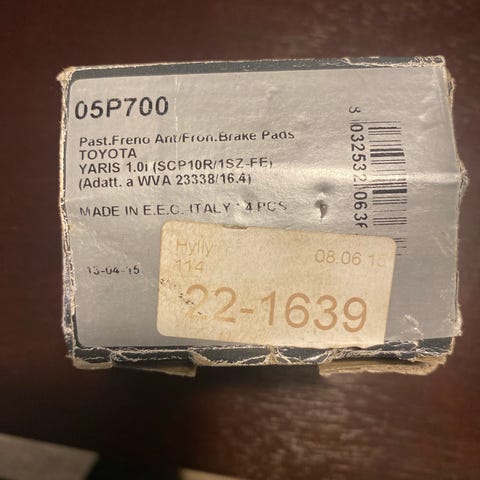 05P700
Past.Freno Ant/Fron.Brake Pads
TOYOTA
YARIS 1.0i (SCP10R/1SZ-FE)
(Adatt. a WVA 23338/16.4)
MADE IN E.E.C. ITALY 4 PCS
13-04-15
Hylly
114
08.06
22-1639